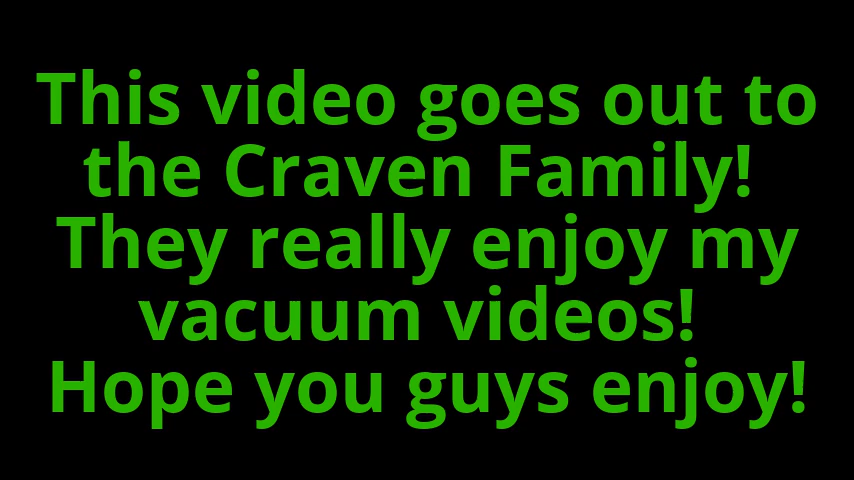 This video goes out to
the Craven Family!
They really enjoy my
vacuum videos!
Hope you guys enjoy!